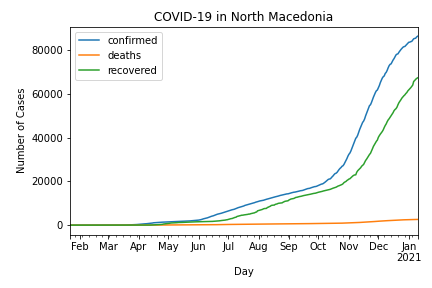 COVID-19 in North Macedonia
confirmed
deaths
recovered
Number of Cases
80000
60000
40000
20000
0
Feb Mar Apr May Jun Jul Aug Sep Oct Nov Dec Jan
2021
Day